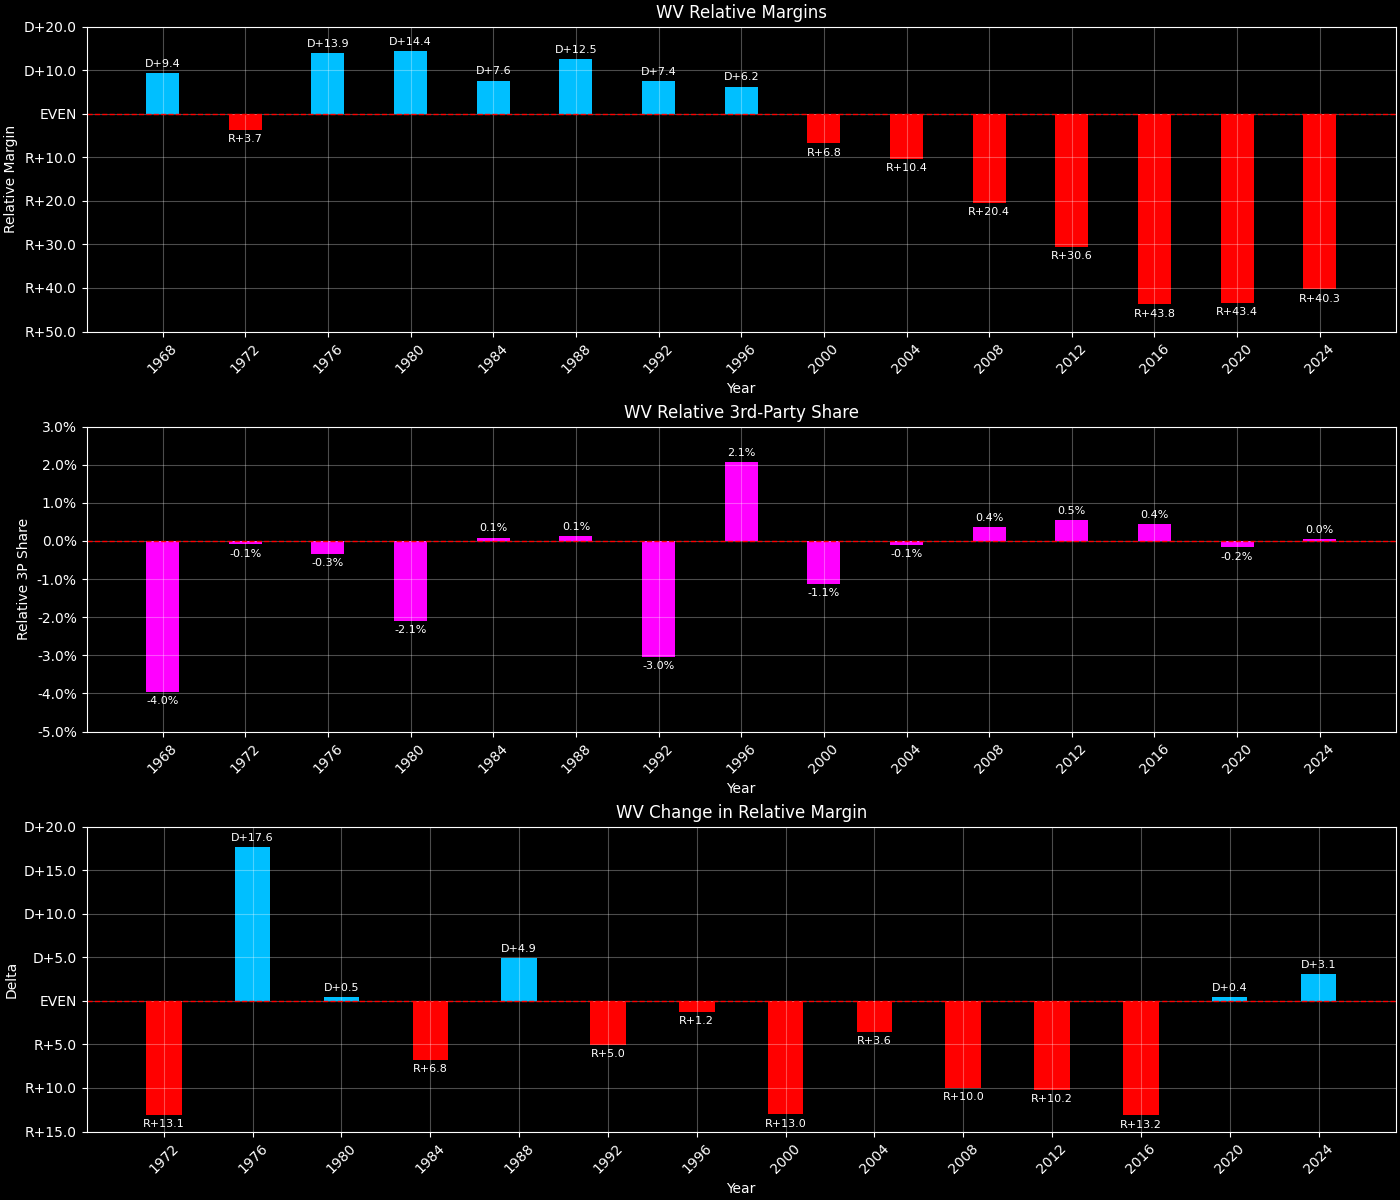 WV Relative Margins
D+20.0
D+10.0
EVEN
R+10.0
R+20.0
R+30.0
R+40.0
R+50.0
Relative Margin
D+9.4
R+3.7
D+13.9
D+14.4
D+7.6
D+12.5
D+7.4
D+6.2
R+6.8
R+10.4
R+20.4
R+30.6
R+43.8
R+43.4
R+40.3
1968 1972 1976 1980 1984 1988 1992 1996 2000 2004 2008 2012 2016 2020 2024
Year
WV Relative 3rd-Party Share
3.0%
2.0%
1.0%
0.0%
-1.0%
-2.0%
-3.0%
-4.0%
-5.0%
Relative 3P Share
-4.0%
-0.1%
-0.3%
-2.1%
0.1%
0.1%
-3.0%
2.1%
-1.1%
-0.1%
0.4%
0.5%
0.4%
-0.2%
0.0%
1968 1972 1976 1980 1984 1988 1992 1996 2000 2004 2008 2012 2016 2020 2024
Year
WV Change in Relative Margin
D+20.0
D+15.0
D+10.0
D+5.0
EVEN
R+5.0
R+10.0
R+15.0
Delta
R+13.1
D+17.6
D+0.5
R+6.8
D+4.9
R+5.0
R+1.2
R+13.0
R+3.6
R+10.0
R+10.2
R+13.2
D+0.4
D+3.1
1972 1976 1980 1984 1988 1992 1996 2000 2004 2008 2012 2016 2020 2024
Year